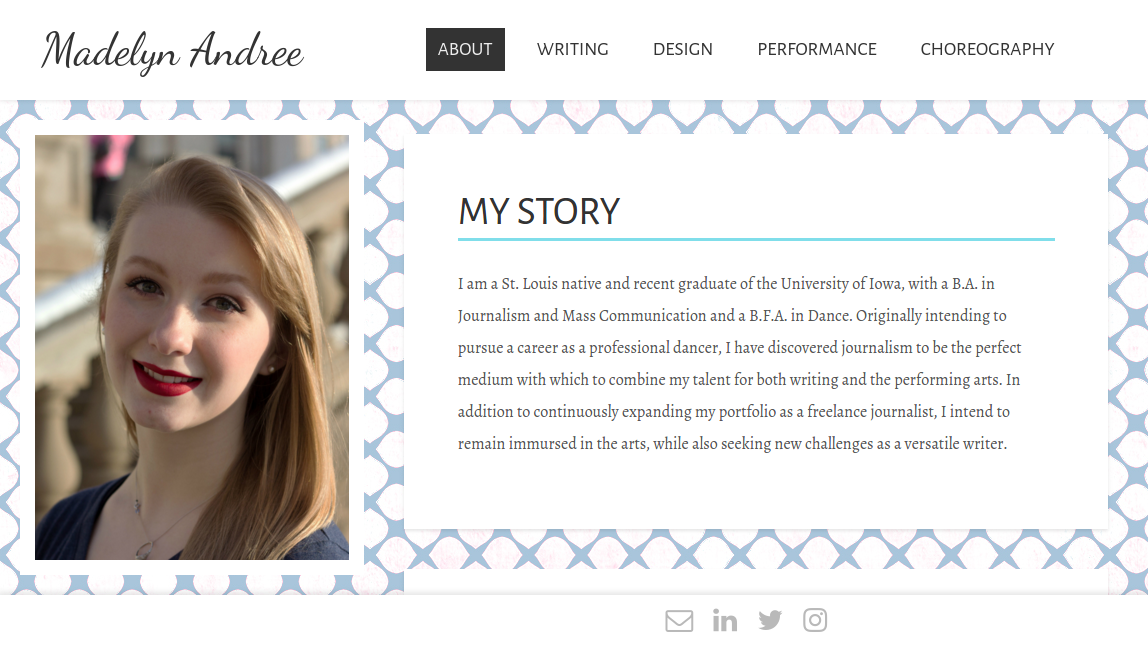 Madelyn Andree
ABOUT WRITING DESIGN PERFORMANCE CHOREOGRAPHY
MY STORY
I am a St. Louis native and recent graduate of the University of Iowa, with a B.A. in
Journalism and Mass Communication and a B.F.A. in Dance. Originally intending to
pursue a career as a professional dancer, I have discovered journalism to be the perfect
medium with which to combine my talent for both writing and the performing arts. In
addition to continuously expanding my portfolio as a freelance journalist, I intend to
remain immursed in the arts, while also seeking new challenges as a versatile writer.